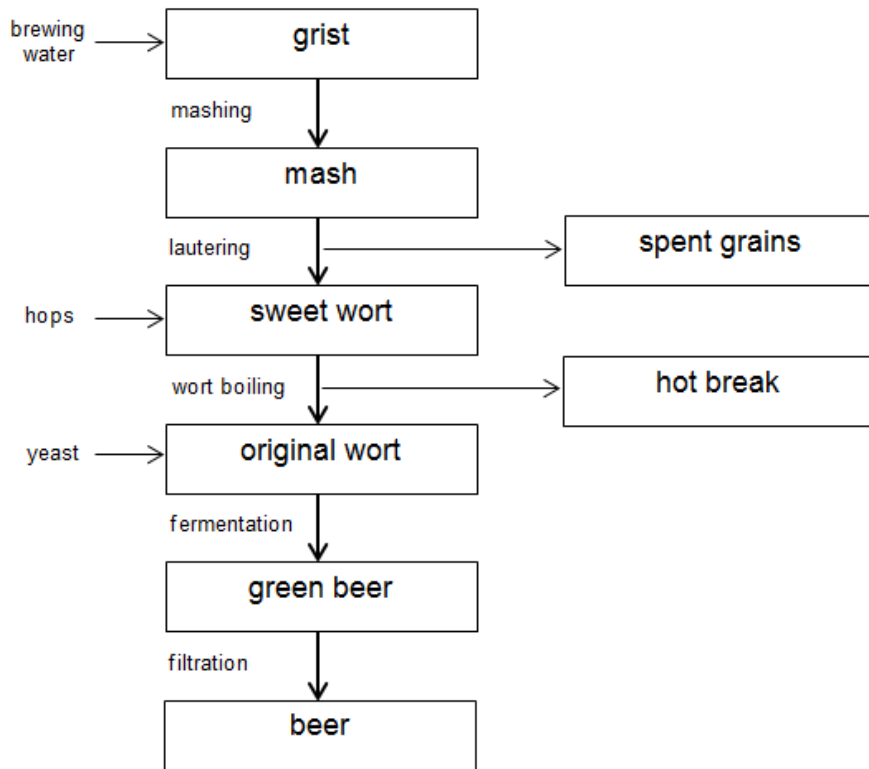 brewing
water
grist
mashing
mash
lautering
spent grains
hops
sweet wort
wort boiling
hot break
yeast
original wort
fermentation
green beer
filtration
beer